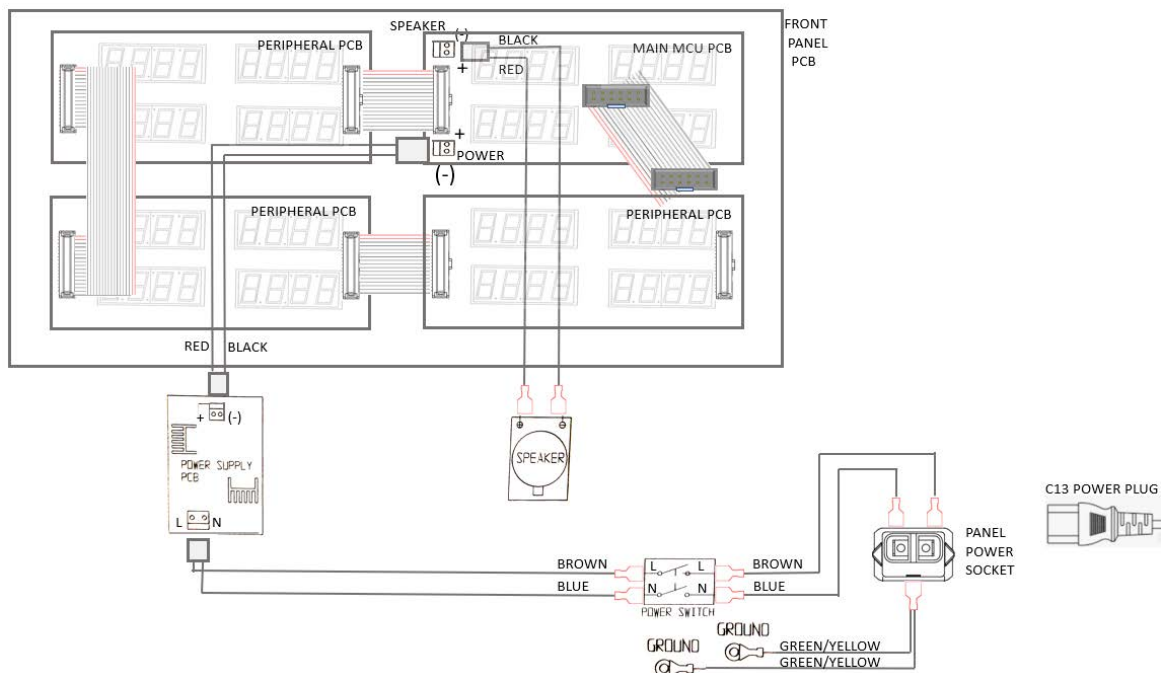 SPEAKER
(-)
BLACK
FRONT
PANEL
PCB
PERIPHERAL PCB
MAIN MCU PCB
+
RED
+
POWER
(-)
PERIPHERAL PCB
PERIPHERAL PCB
RED
BLACK
+
(-)
POWER SUPPLY
PCB
L
N
SPEAKER
C13 POWER PLUG
PANEL
POWER
SOCKET
BROWN
L
L
BROWN
BLUE
N
N
BLUE
POWER SWITCH
GROUND
GROUND
GREEN/YELLOW
GREEN/YELLOW